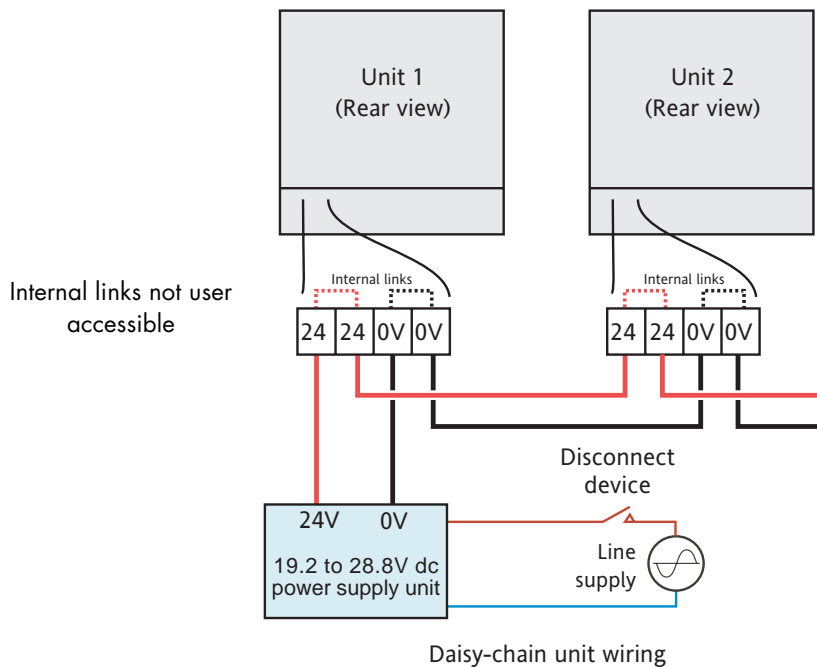 Unit 1
(Rear view)
Unit 2
(Rear view)
Internal links not user
accessible
Internal links
Internal links
24 24 0V 0V
24 24 0V 0V
Disconnect
device
24V 0V
19.2 to 28.8V dc
power supply unit
Line
supply
Daisy-chain unit wiring